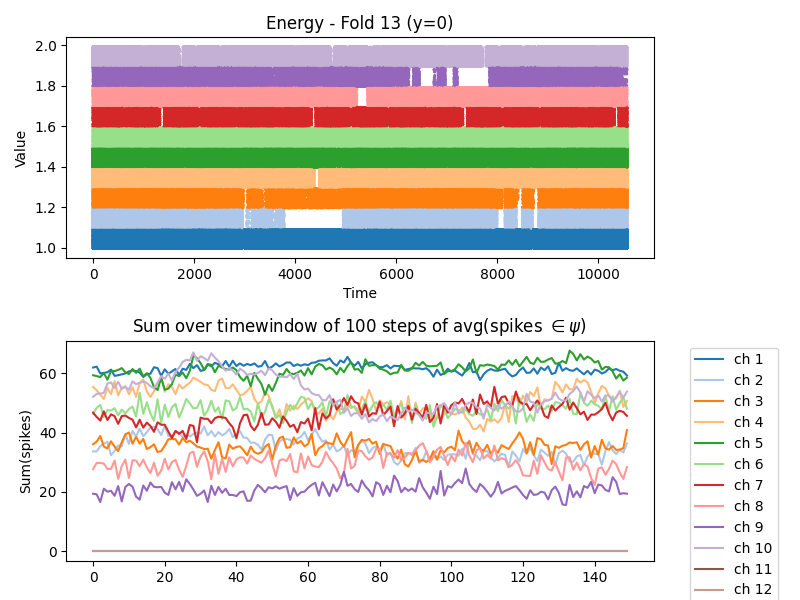 Energy - Fold 13 (y=0)
Value
2.0
1.8
1.6
1.4
1.2
1.0
0 2000 4000 6000 8000 10000
Time
Sum over timewindow of 100 steps of avg(spikes ∈ ψ)
Sum(spikes)
60
40
20
0
0 20 40 60 80 100 120 140
ch 1
ch 2
ch 3
ch 4
ch 5
ch 6
ch 7
ch 8
ch 9
ch 10
ch 11
ch 12